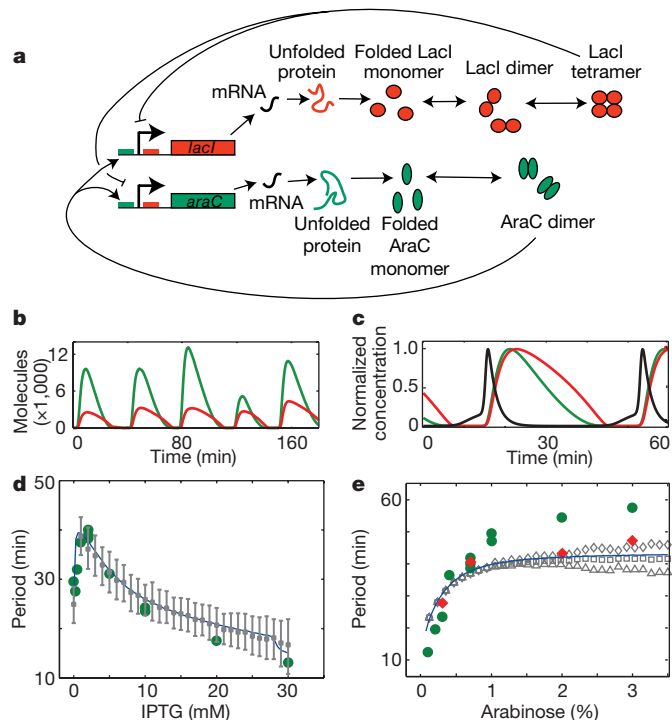 a
Unfolded
protein
Folded LacI
monomer
LacI dimer
LacI
tetramer
mRNA
lacI
araC
mRNA
Unfolded
protein
Folded
AraC
monomer
AraC dimer
b
Molecules
(×1,000)
12
6
0
0
80
160
Time (min)
c
Normalized
concentration
1.0
0.5
0
0
30
60
Time (min)
d
Period (min)
50
30
10
0
10
20
30
IPTG (mM)
e
Period (min)
60
10
0
1
2
3
Arabinose (%)